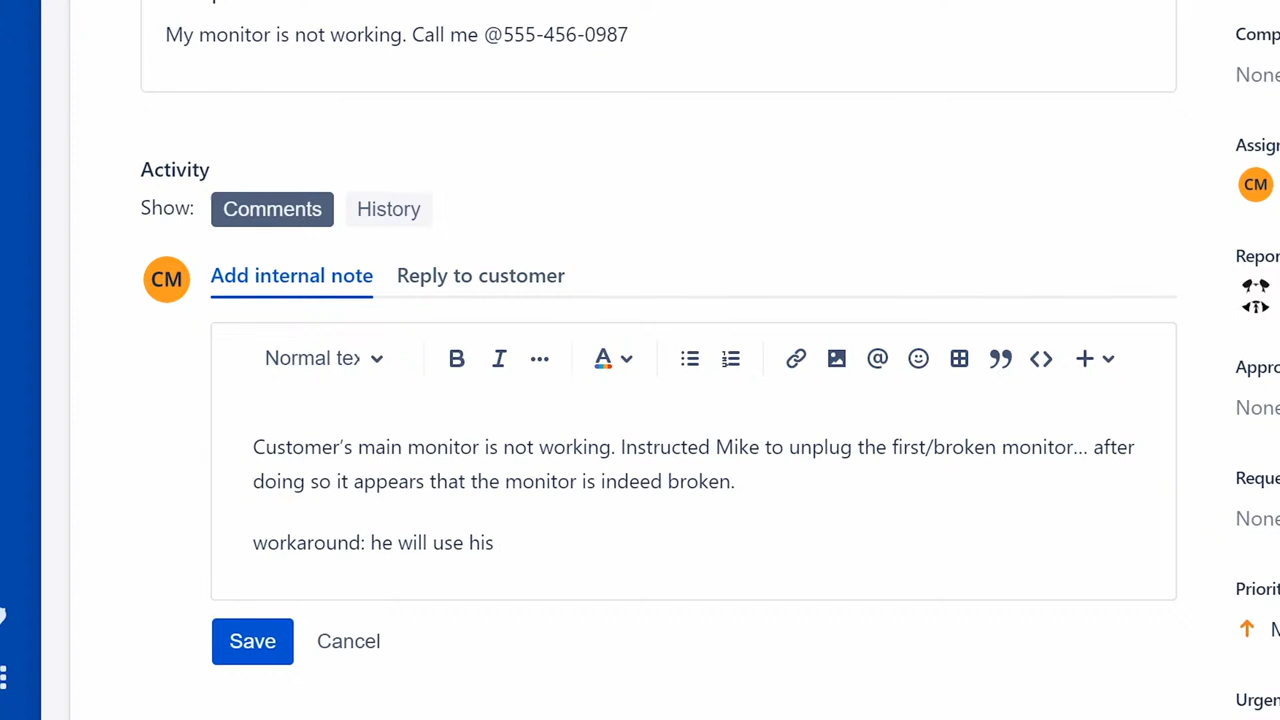 My monitor is not working. Call me @555-456-0987
Comp
None
Activity
Assign
Show: Comments History
CM
CM Add internal note Reply to customer
Repor
Normal tex B I ... A @ +
Appro
None
Customer's main monitor is not working. Instructed Mike to unplug the first/broken monitor... after
doing so it appears that the monitor is indeed broken.
Reque
None
workaround: he will use his
Priorit
M
Save Cancel
Urgen